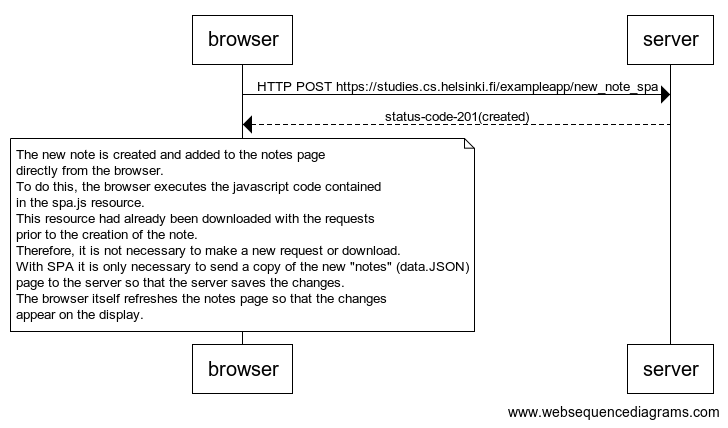 browser
server
HTTP POST https://studies.cs.helsinki.fi/exampleapp/new_note_spa
status-code-201(created)
The new note is created and added to the notes page
directly from the browser.
To do this, the browser executes the javascript code contained
in the spa.js resource.
This resource had already been downloaded with the requests
prior to the creation of the note.
Therefore, it is not necessary to make a new request or download.
With SPA it is only necessary to send a copy of the new "notes" (data.JSON)
page to the server so that the server saves the changes.
The browser itself refreshes the notes page so that the changes
appear on the display.
browser
server
www.websequencediagrams.com